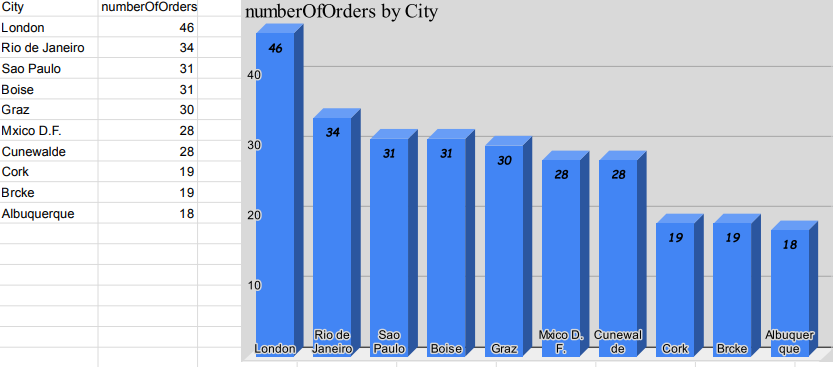 City numberOfOrders
London 46
Rio de Janeiro 34
Sao Paulo 31
Boise 31
Graz 30
Mxico D.F. 28
Cunewalde 28
Cork 19
Brcke 19
Albuquerque 18
numberOfOrders by City
40
30
20
10
46
34
31
31
30
28
28
19
19
18
London
Rio de
Janeiro
Sao
Paulo
Boise
Graz
Mxico D.
F.
Cunewal
de
Cork
Brcke
Albuquer
que